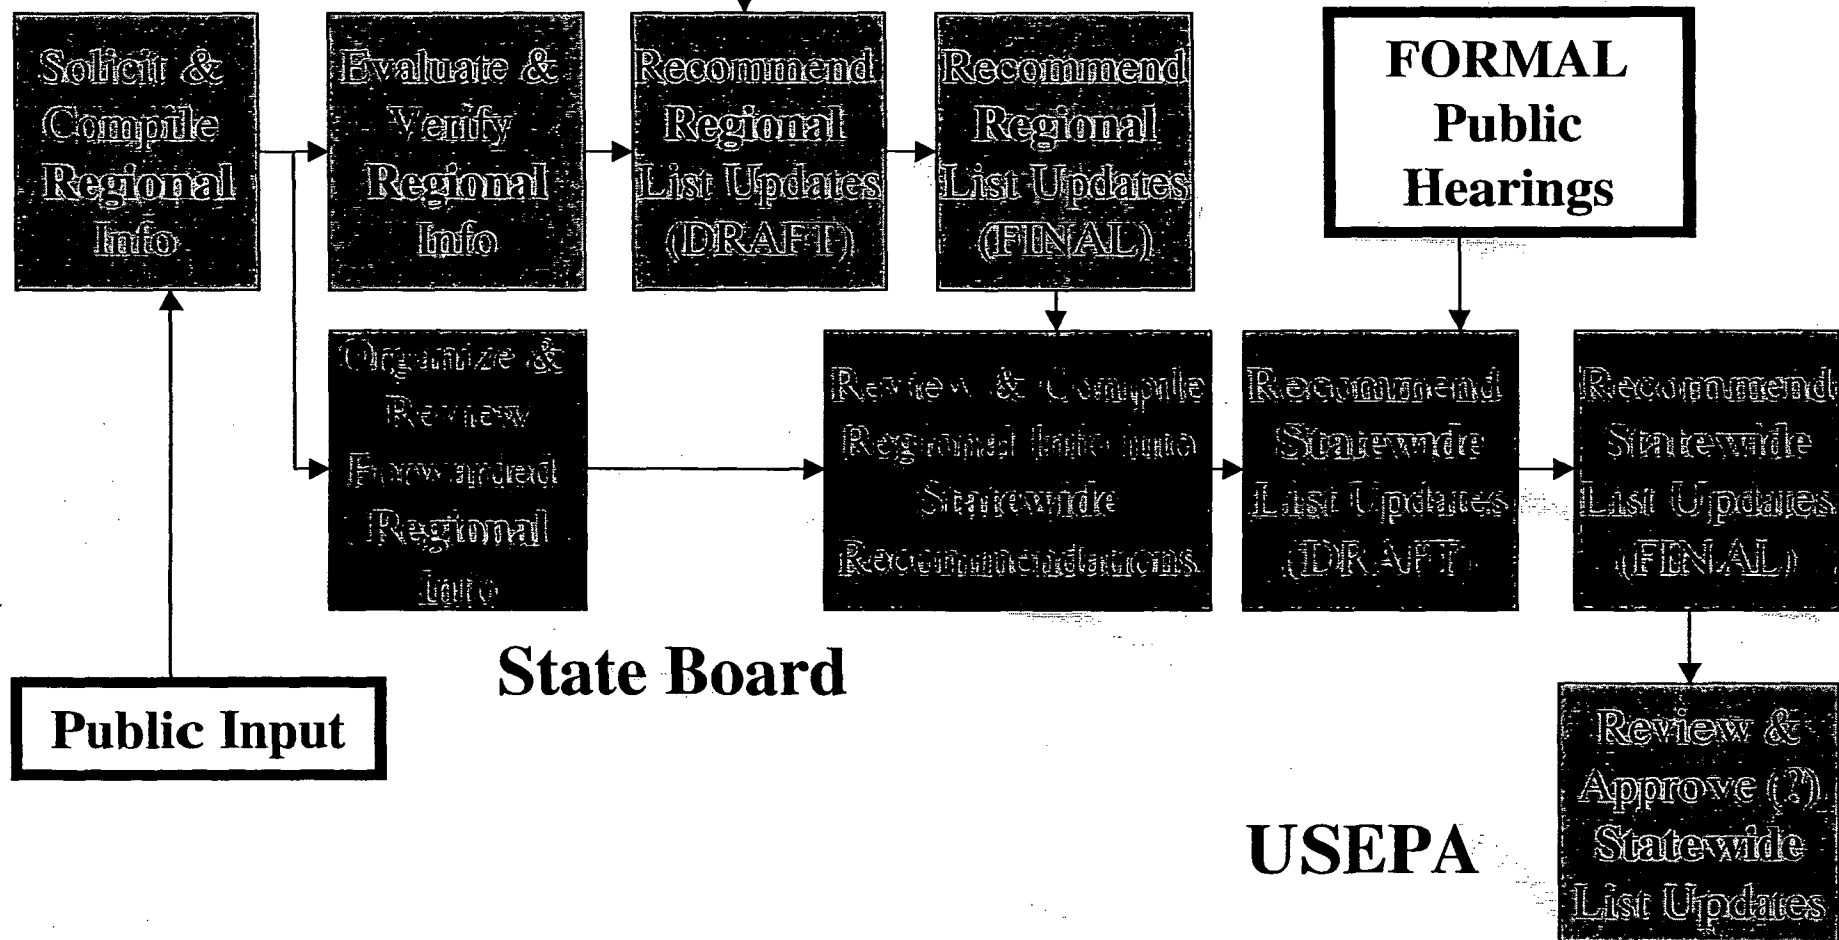 Solicit &
Compile
Regional
Info
Evaluate &
Verify
Regional
Info
Recommend
Regional
List Updates
(DRAFT)
Recommend
Regional
List Updates
(FINAL)
FORMAL
Public
Hearings
Organize &
Review
Forwarded
Regional
Info
Review & Compile
Regional Info into
Statewide
Recommendations
Recommend
Statewide
List Updates
(DRAFT)
Recommend
Statewide
List Updates
(FINAL)
State Board
Public Input
USEPA
Review &
Approve (?)
Statewide
List Updates